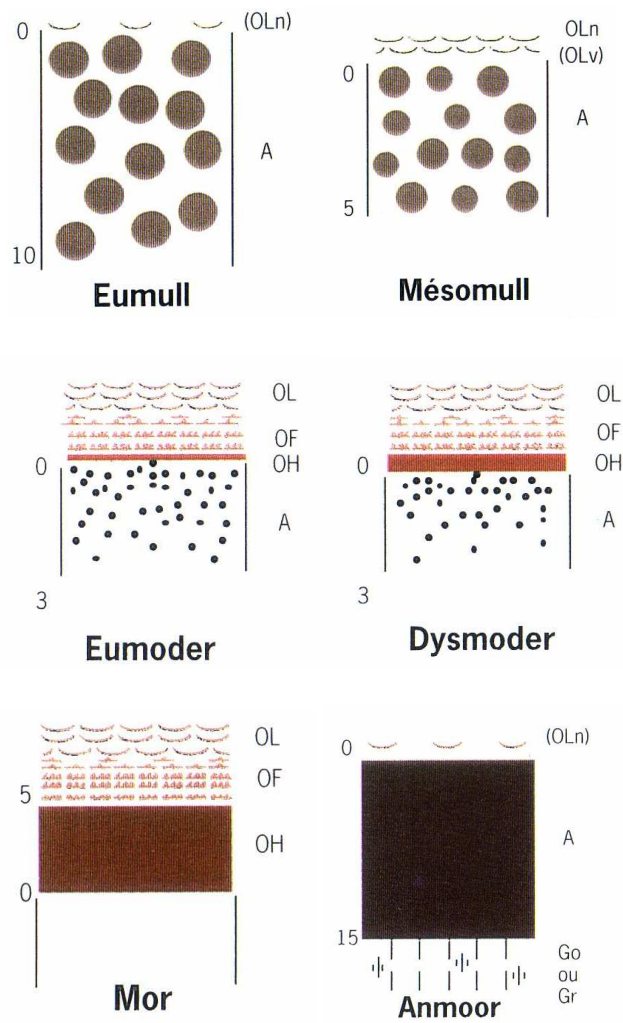 0
(OLn)
A
10
Eumull
OLn
(OLv)
0
A
5
Mésomull
OL
OF
OH
0
A
3
Eumoder
OL
OF
OH
0
A
3
Dysmoder
OL
OF
5
OH
0
Mor
0
(OLn)
A
15
Go
ou
Gr
Anmoor